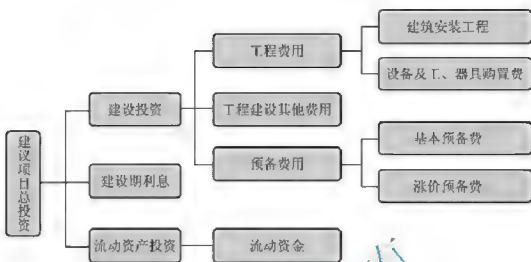 建筑安装工程
工程费用
设备及工、器具购置费
建设投资
工程建设其他费用
建议项目总投资
预备费用
基本预备费
涨价预备费
建设期利息
流动资产投资
流动资金